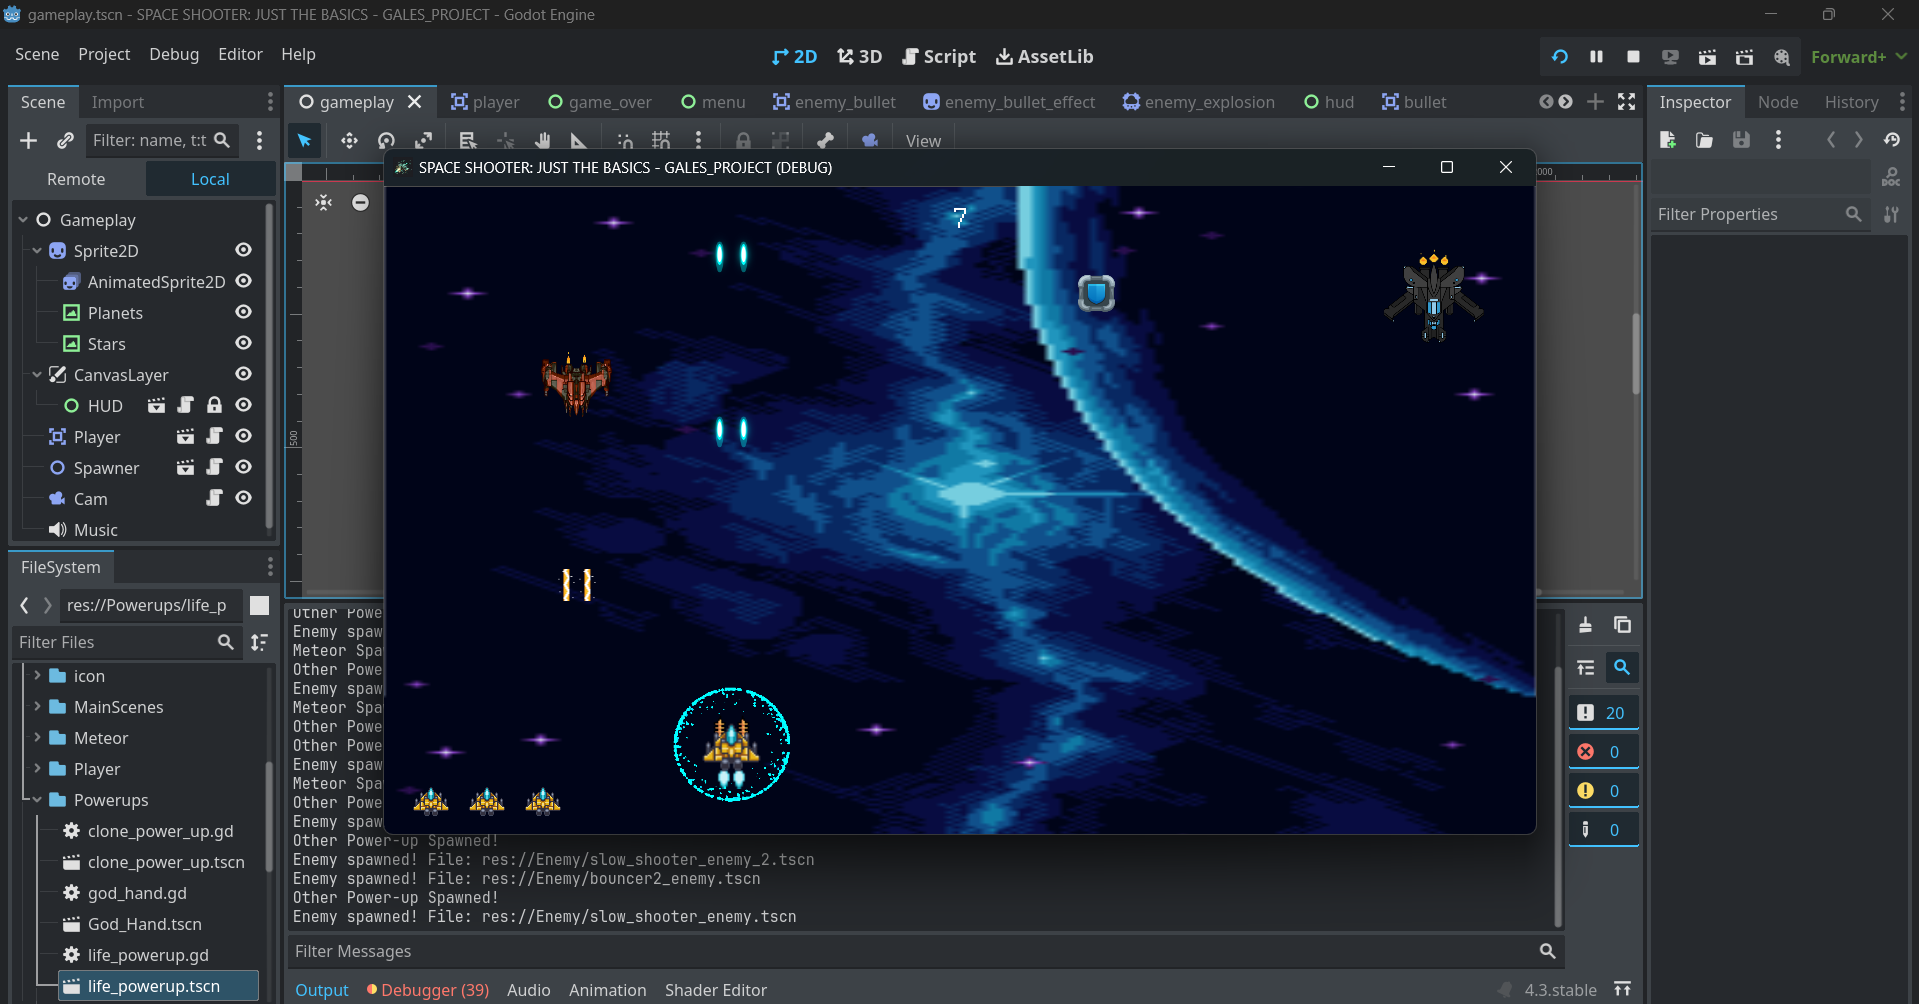 gameplay.tscn - SPACE SHOOTER: JUST THE BASICS - GALES_PROJECT - Godot Engine
Scene Project Debug Editor Help
2D 3D Script AssetLib
Forward+
Scene Import
Filter: name, t:t
Remote Local
Gameplay
Sprite2D
AnimatedSprite2D
Planets
Stars
CanvasLayer
HUD
Player
Spawner
Cam
Music
FileSystem
res://Powerups/life_p
Filter Files
icon
MainScenes
Meteor
Player
Powerups
clone_power_up.gd
clone_power_up.tscn
god_hand.gd
God_Hand.tscn
life_powerup.gd
life_powerup.tscn
gameplay player game_over menu enemy_bullet enemy_bullet_effect enemy_explosion hud bullet
View
500
SPACE SHOOTER: JUST THE BASICS - GALES_PROJECT (DEBUG)
7
Other Powe
Enemy spaw
Meteor Spa
Other Powe
Enemy spaw
Meteor Spa
Other Powe
Other Powe
Enemy spaw
Meteor Spa
Other Powe
Enemy spaw
Other Power-up Spawned!
Enemy spawned! File: res://Enemy/slow_shooter_enemy_2.tscn
Enemy spawned! File: res://Enemy/bouncer2_enemy.tscn
Other Power-up Spawned!
Enemy spawned! File: res://Enemy/slow_shooter_enemy.tscn
Filter Messages
20
0
0
0
Output Debugger (39) Audio Animation Shader Editor
4.3.stable
Inspector Node History
DOC
Filter Properties